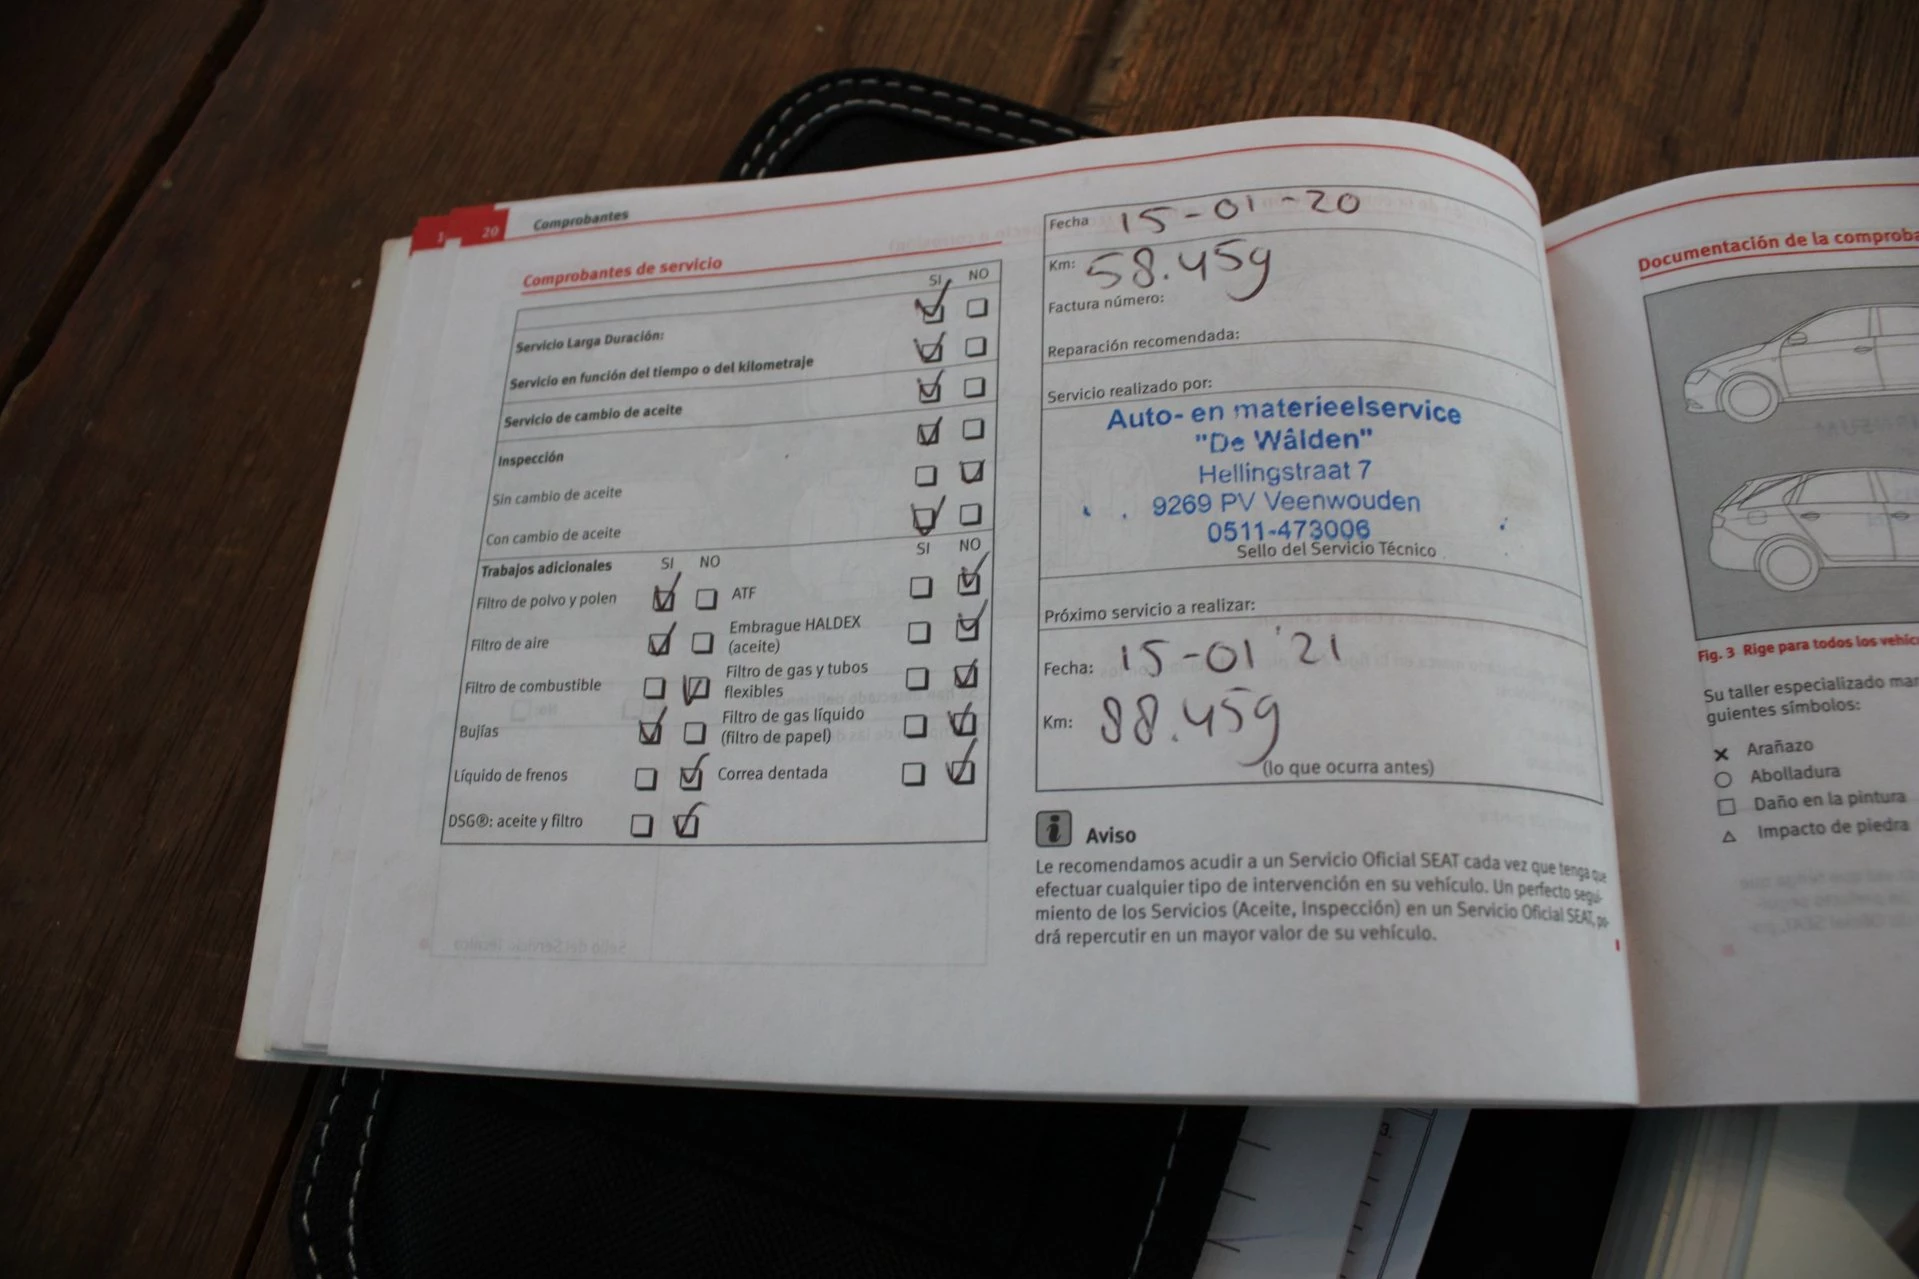 1 20 Comprobantes
Comprobantes de servicio
SI NO
Servicio Larga Duración:
Servicio en función del tiempo o del kilometraje
Servicio de cambio de aceite
Inspección
Sin cambio de aceite
Con cambio de aceite
Trabajos adicionales SI NO SI NO
Filtro de polvo y polen ATF
Filtro de aire Embrague HALDEX
(aceite)
Filtro de combustible Filtro de gas y tubos
flexibles
Bujías Filtro de gas líquido
(filtro de papel)
Líquido de frenos Correa dentada
DSG®: aceite y filtro
Fecha 15-01-20
Km: 58.459
Factura número:
Reparación recomendada:
Servicio realizado por:
Auto- en materieelservice
"De Wâlden"
Hellingstraat 7
9269 PV Veenwouden
0511-473006
Sello del Servicio Técnico
Próximo servicio a realizar:
Fecha: 15-01'21
Km: 88.459
(lo que ocurra antes)
i Aviso
Le recomendamos acudir a un Servicio Oficial SEAT cada vez que tenga que
efectuar cualquier tipo de intervención en su vehículo. Un perfecto segui-
miento de los Servicios (Aceite, Inspección) en un Servicio Oficial SEAT, po-
drá repercutir en un mayor valor de su vehículo.
Documentación de la comproba
Fig. 3 Rige para todos los vehíc
Su taller especializado mar
guientes símbolos:
Arañazo
Abolladura
Daño en la pintura
Impacto de piedra
3.